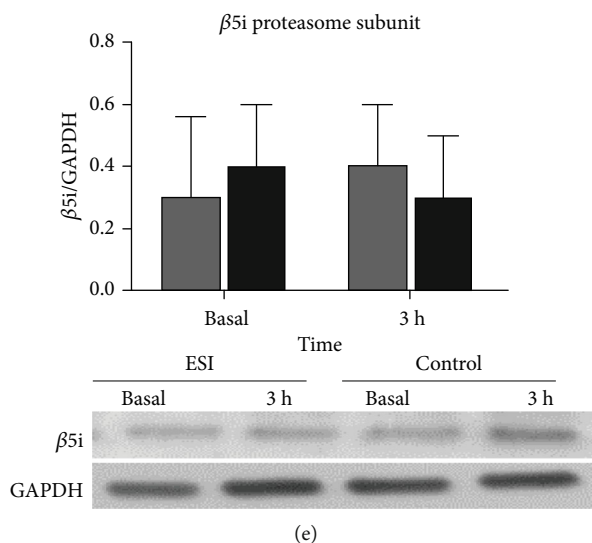 β5i proteasome subunit
0.8
0.6
0.4
0.2
0.0
β5i/GAPDH
Basal 3 h
Time
ESI Control
Basal 3 h Basal 3 h
β5i
GAPDH
(e)